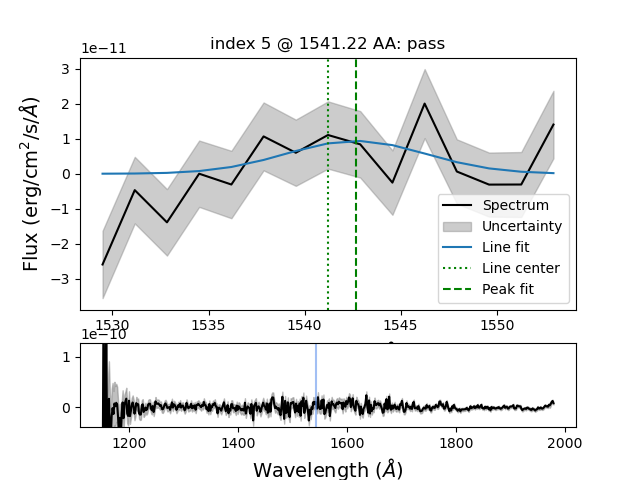 index 5 @ 1541.22 AA: pass
1e−11
3
2
1
0
−1
−2
−3
Flux (erg/cm²/s/Å)
Spectrum
Uncertainty
Line fit
Line center
Peak fit
1530 1535 1540 1545 1550
1e−10
1
0
1200 1400 1600 1800 2000
Wavelength (Å)